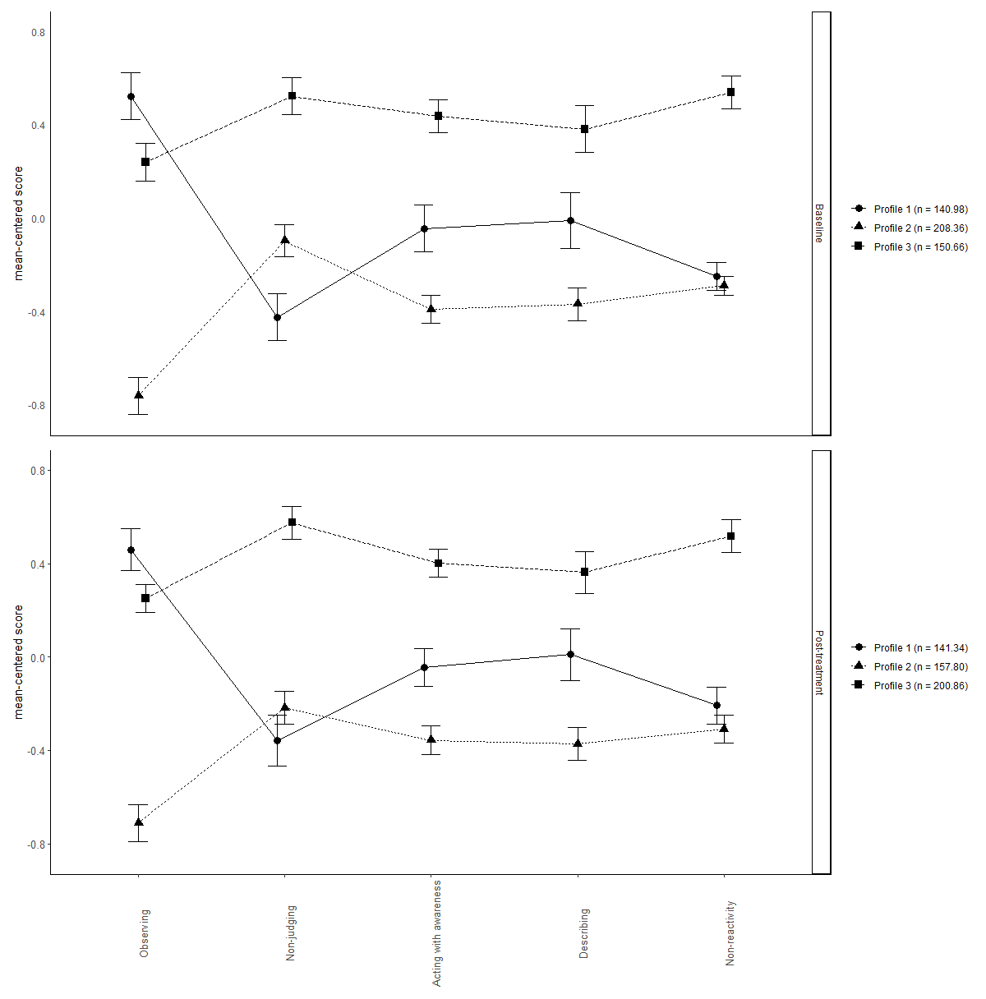 0.8
0.4
0.0
-0.4
-0.8
mean-centered score
Baseline
Profile 1 (n = 140.98)
Profile 2 (n = 208.36)
Profile 3 (n = 150.66)
0.8
0.4
0.0
-0.4
-0.8
mean-centered score
Post-treatment
Profile 1 (n = 141.34)
Profile 2 (n = 157.80)
Profile 3 (n = 200.86)
Observing
Non-judging
Acting with awareness
Describing
Non-reactivity